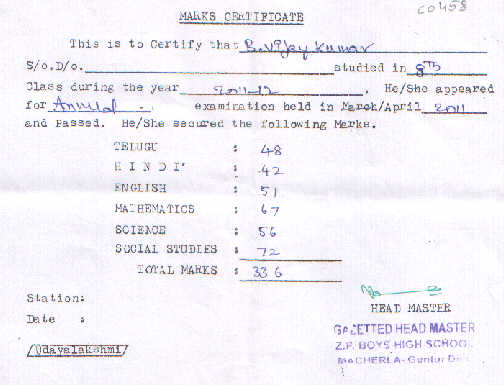 C0458
MARKS CERTIFICATE
This is to Certify that B. Vijay Kumar
S/o.D/o. studied in 8th
Class during the year 2011-12. He/She appeared
for Annual. examination held in March/April 2011
and Passed. He/She secured the following Marks.
TELUGU : 48
HINDI : 42
ENGLISH : 51
MATHEMATICS : 67
SCIENCE : 56
SOCIAL STUDIES : 72
TOTAL MARKS : 336
Station:
HEAD MASTER
Date :
GAZETTED HEAD MASTER
Z.P. BOYS HIGH SCHOOL
MACHERLA - Guntur
/Udayalakshmi/